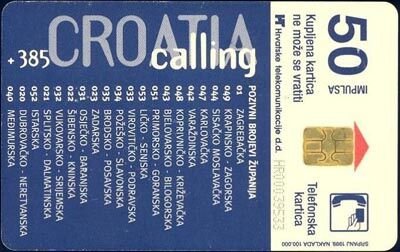 CROATIA
+385 calling
POZIVNI BROJEVI ŽUPANIJA
01 ZAGREBAČKA
049 KRAPINSKO - ZAGORSKA
044 SISAČKO MOSLAVAČKA
047 KARLOVAČKA
042 VARAŽDINSKA
048 KOPRIVNIČKO - KRIŽEVAČKA
043 BJELOVARSKO - BILOGORSKA
051 PRIMORSKO - GORANSKA
053 LIČKO - SENJSKA
033 VIROVITIČKO - PODRAVSKA
034 POŽEŠKO - SLAVONSKA
035 BRODSKO - POSAVSKA
023 ZADARSKA
031 OSJEČKO - BARANJSKA
022 ŠIBENSKO - KNINSKA
032 VUKOVARSKO - SRIJEMSKA
021 SPLITSKO - DALMATINSKA
052 ISTARSKA
020 DUBROVAČKO - NERETVANSKA
040 MEĐIMURSKA
50 IMPULSA
Kupljena kartica
ne može se vratiti
Hrvatske telekomunikacije d.d.
HR00039533
Telefonska
kartica
SRPANJ 1999. NAKLADA 100.000